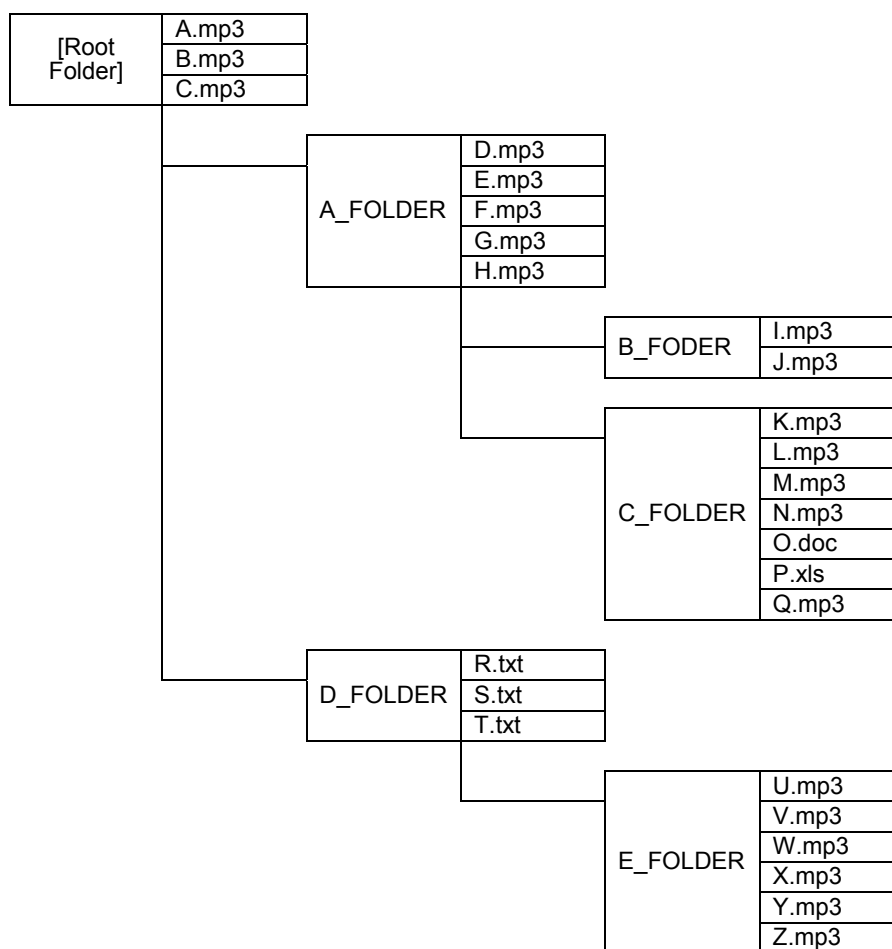 [Root
Folder]
A.mp3
B.mp3
C.mp3
A_FOLDER
D.mp3
E.mp3
F.mp3
G.mp3
H.mp3
B_FODER
I.mp3
J.mp3
C_FOLDER
K.mp3
L.mp3
M.mp3
N.mp3
O.doc
P.xls
Q.mp3
D_FOLDER
R.txt
S.txt
T.txt
E_FOLDER
U.mp3
V.mp3
W.mp3
X.mp3
Y.mp3
Z.mp3